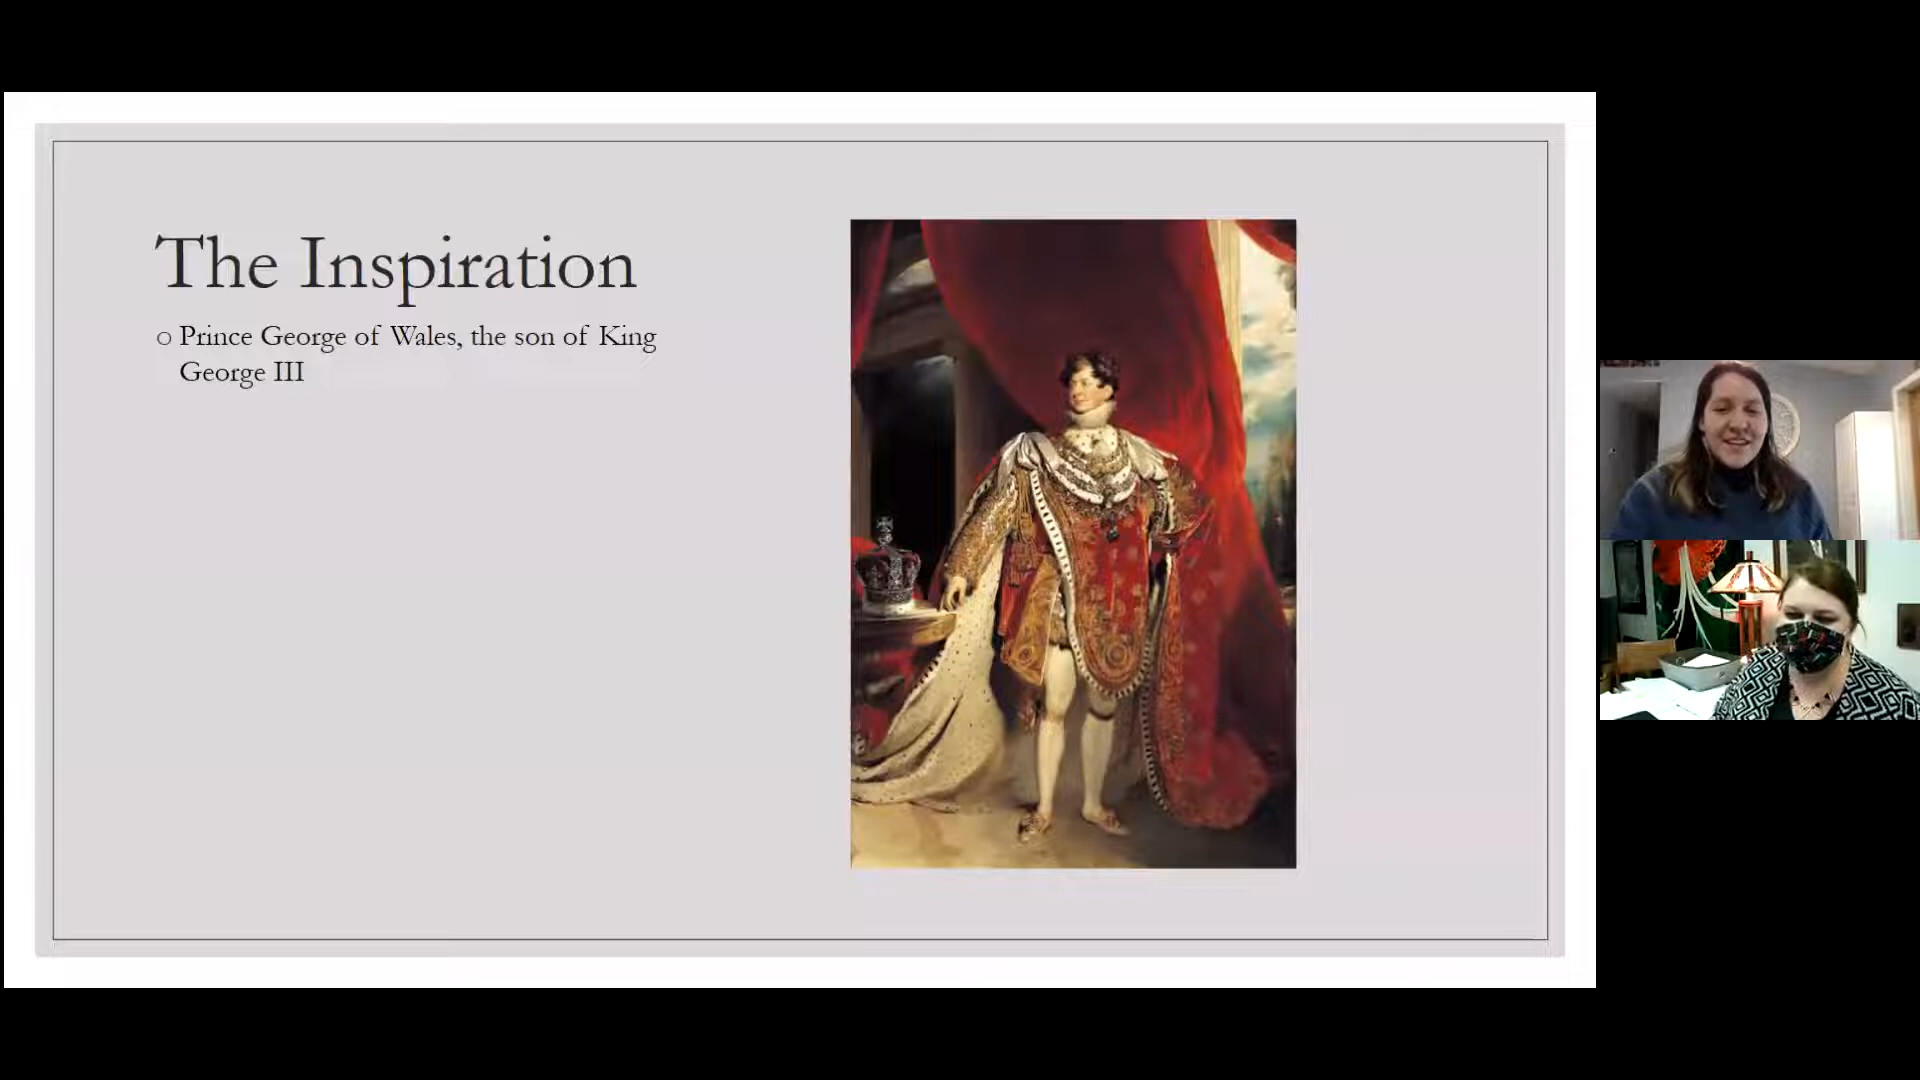 The Inspiration
○ Prince George of Wales, the son of King
George III